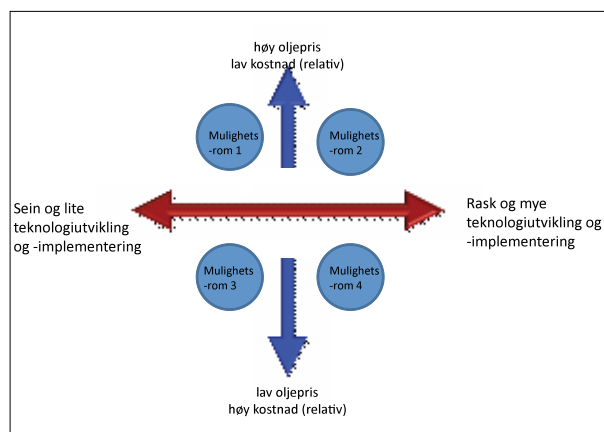 høy oljepris
lav kostnad (relativ)
Mulighets
-rom 1
Mulighets
-rom 2
Sein og lite
teknologiutvikling
og -implementering
Rask og mye
teknologiutvikling og
-implementering
Mulighets
-rom 3
Mulighets
-rom 4
lav oljepris
høy kostnad (relativ)